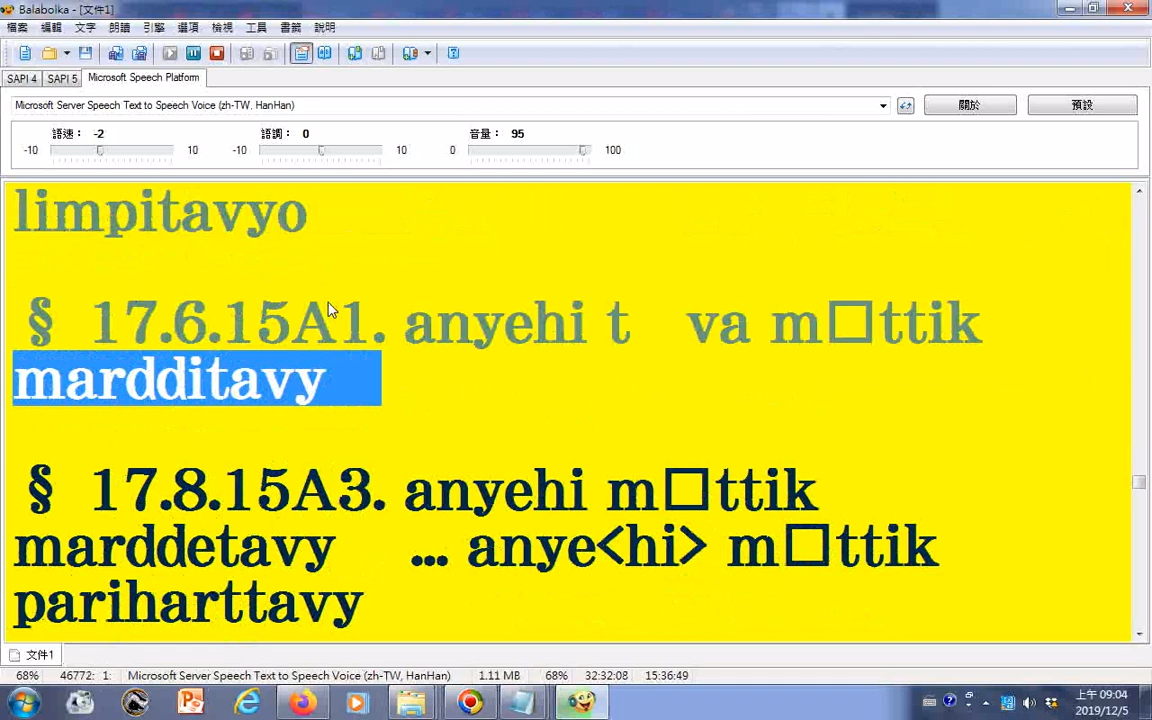 Balabolka - [文件1]
檔案 編輯 文字 朗讀 引擎 選項 檢視 工具 書籤 說明
SAPI 4 SAPI 5 Microsoft Speech Platform
Microsoft Server Speech Text to Speech Voice (zh-TW, HanHan) 關於 預設
語速： -2 語調： 0 音量： 95
-10 10 -10 10 0 100
limpitavyo
§ 17.6.15A1. anyehi t va m□ttik
mardditavy
§ 17.8.15A3. anyehi m□ttik
marddetavy ... anye<hi> m□ttik
pariharttavy
文件1
68% 46772: 1: Microsoft Server Speech Text to Speech Voice (zh-TW, HanHan) 1.11 MB 68% 32:32:08 15:36:49
上午 09:04
2019/12/5